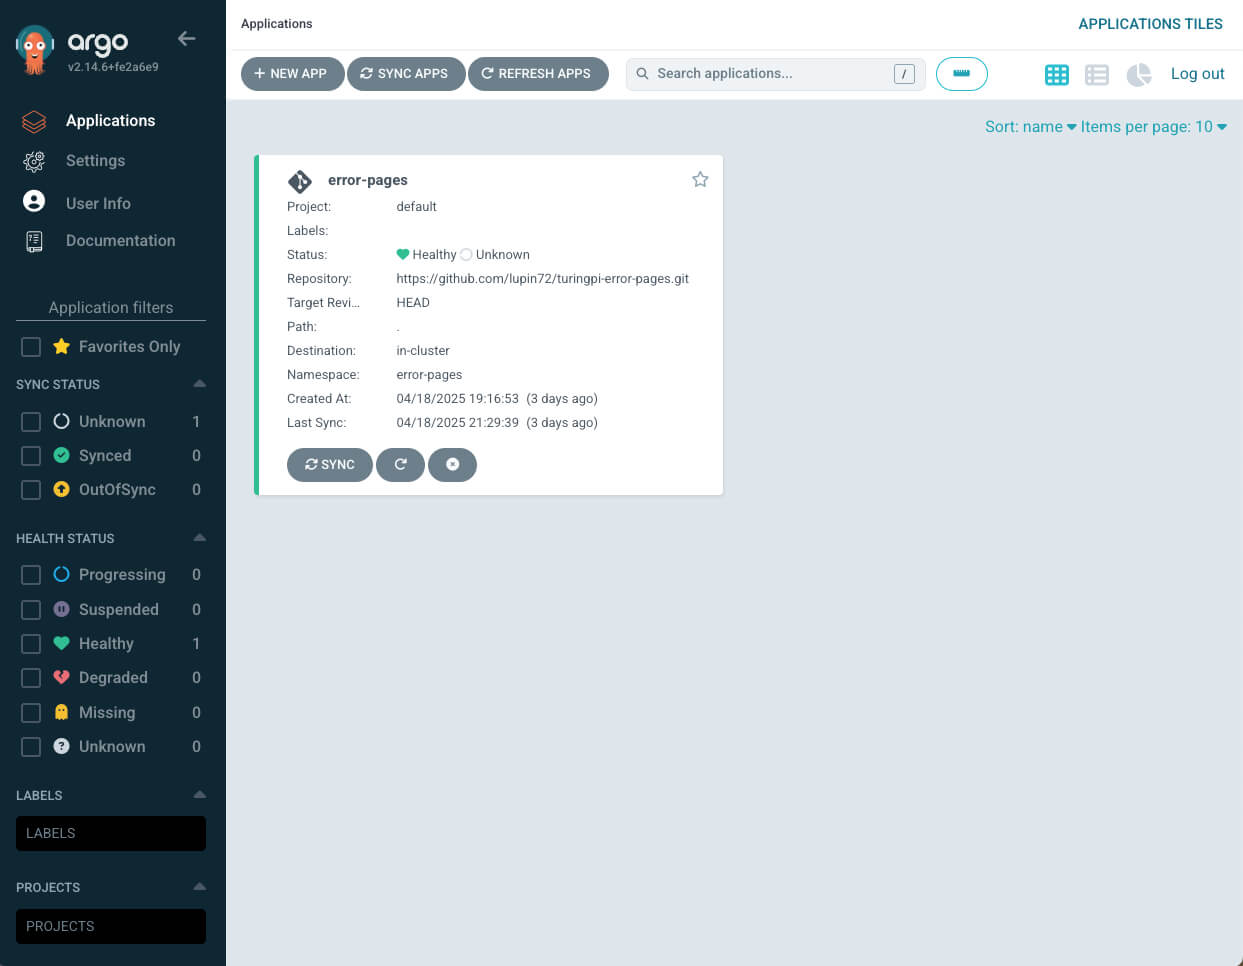 argo
v2.14.6+fe2a6e9
Applications
Settings
User Info
Documentation
Application filters
Favorites Only
SYNC STATUS
Unknown 1
Synced 0
OutOfSync 0
HEALTH STATUS
Progressing 0
Suspended 0
Healthy 1
Degraded 0
Missing 0
Unknown 0
LABELS
LABELS
PROJECTS
PROJECTS
Applications
APPLICATIONS TILES
NEW APP SYNC APPS REFRESH APPS Search applications... / Log out
Sort: name Items per page: 10
error-pages
Project: default
Labels:
Status: Healthy Unknown
Repository: https://github.com/lupin72/turingpi-error-pages.git
Target Revi... HEAD
Path: .
Destination: in-cluster
Namespace: error-pages
Created At: 04/18/2025 19:16:53 (3 days ago)
Last Sync: 04/18/2025 21:29:39 (3 days ago)
SYNC